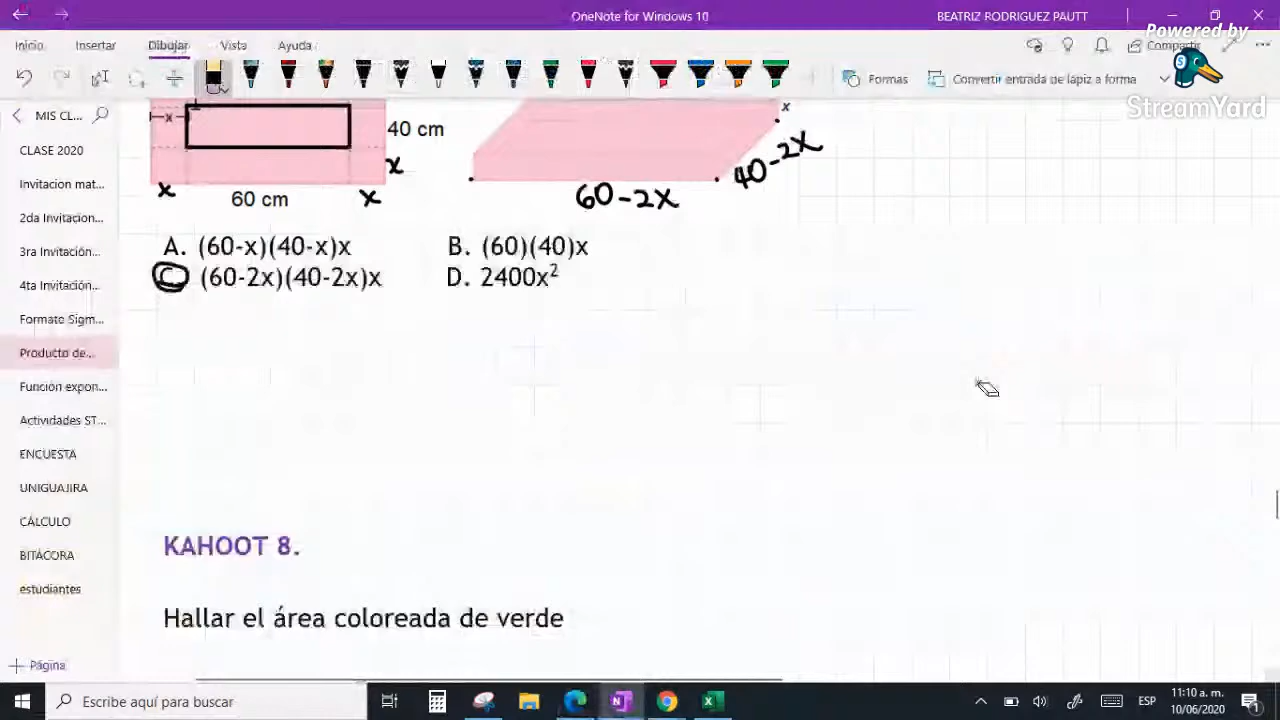 OneNote for Windows 10
BEATRIZ RODRIGUEZ PAUTT
Powered by
StreamYard
Inicio
Insertar
Dibujar
Vista
Ayuda
Compartir
Formas
Convertir entrada de lápiz a forma
MIS CL...
CLASE 2020
Invitacion mat...
2da Invitacion...
3ra Invitación...
4ta Invitación...
Formato Sigm...
Producto de...
Función expon...
Actividades ST...
ENCUESTA
UNIGUAJIRA
CÁLCULO
BITÁCORA
estudiantes
Página
x
40 cm
x
x
60 cm
x
x
40-2x
60-2x
A. (60-x)(40-x)x
B. (60)(40)x
C (60-2x)(40-2x)x
D. 2400x²
KAHOOT 8.
Hallar el área coloreada de verde
Escribe aquí para buscar
ESP
11:10 a. m.
10/06/2020
1